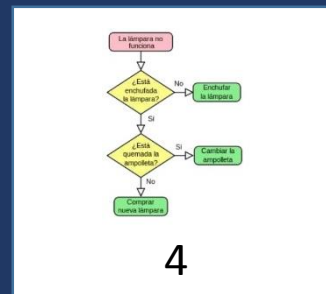 La lámpara no
funciona
¿Está
enchufada
la lámpara?
No
Enchufar
la lámpara
Sí
¿Está
quemada la
ampolleta?
Sí
Cambiar la
ampolleta
No
Comprar
nueva lámpara
4